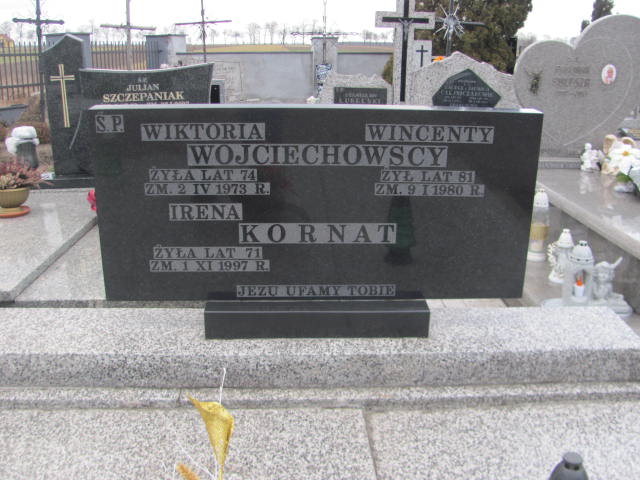 Ś.P.
WIKTORIA WINCENTY
WOJCIECHOWSCY
ŻYŁA LAT 74 ŻYŁ LAT 81
ZM. 2 IV 1973 R. ZM. 9 I 1980 R.
IRENA
KORNAT
ŻYŁA LAT 71
ZM. 1 XI 1997 R.
JEZU UFAMY TOBIE
JULIAN
SZCZEPANIAK